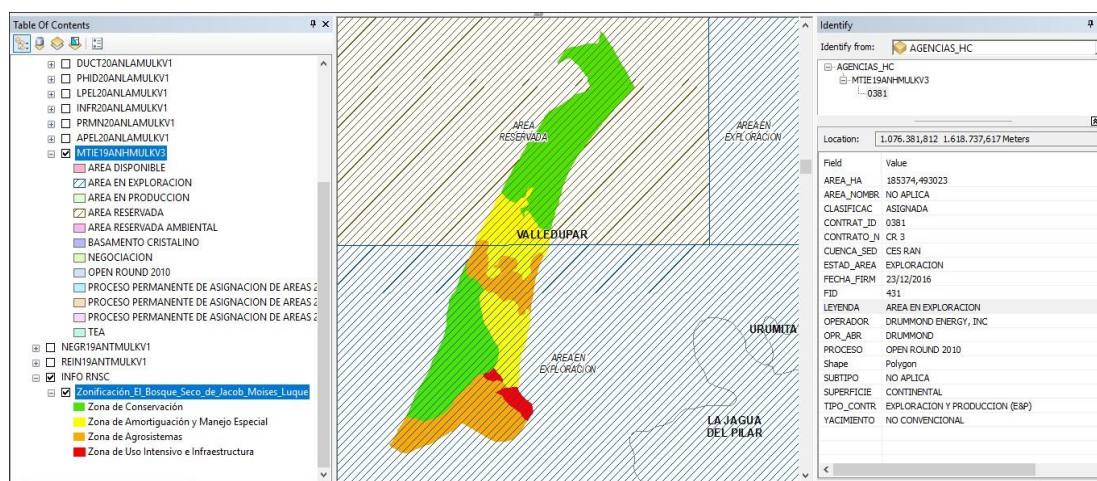 Table Of Contents
DUCT20ANLAMULKV1
PHID20ANLAMULKV1
LPEL20ANLAMULKV1
INFR20ANLAMULKV1
PRMN20ANLAMULKV1
APEL20ANLAMULKV1
MTIE19ANHMULKV3
AREA DISPONIBLE
AREA EN EXPLORACION
AREA EN PRODUCCION
AREA RESERVADA
AREA RESERVADA AMBIENTAL
BASAMENTO CRISTALINO
NEGOCIACION
OPEN ROUND 2010
PROCESO PERMANENTE DE ASIGNACION DE AREAS 2
PROCESO PERMANENTE DE ASIGNACION DE AREAS 2
PROCESO PERMANENTE DE ASIGNACION DE AREAS 2
TEA
NEGR19ANTMULKV1
REIN19ANTMULKV1
INFO RNSC
Zonificación_El_Bosque_Seco_de_Jacob_Moises_Luque
Zona de Conservación
Zona de Amortiguación y Manejo Especial
Zona de Agrosistemas
Zona de Uso Intensivo e Infraestructura
AREA
RESERVADA
AREA EN
EXPLORACION
VALLEDUPAR
AREA EN
EXPLORACION
URUMITA
LA JAGUA
DEL PILAR
Identify
Identify from: AGENCIAS_HC
AGENCIAS_HC
MTIE19ANHMULKV3
0381
Location: 1.076.381,812 1.618.737,617 Meters
Field Value
AREA_HA 185374,493023
AREA_NOMBR NO APLICA
CLASIFICAC ASIGNADA
CONTRAT_ID 0381
CONTRATO_N CR 3
CUENCA_SED CES RAN
ESTAD_AREA EXPLORACION
FECHA_FIRM 23/12/2016
FID 431
LEYENDA AREA EN EXPLORACION
OPERADOR DRUMMOND ENERGY, INC
OPR_ABR DRUMMOND
PROCESO OPEN ROUND 2010
Shape Polygon
SUBTIPO NO APLICA
SUPERFICIE CONTINENTAL
TIPO_CONTR EXPLORACION Y PRODUCCION (E&P)
YACIMIENTO NO CONVENCIONAL